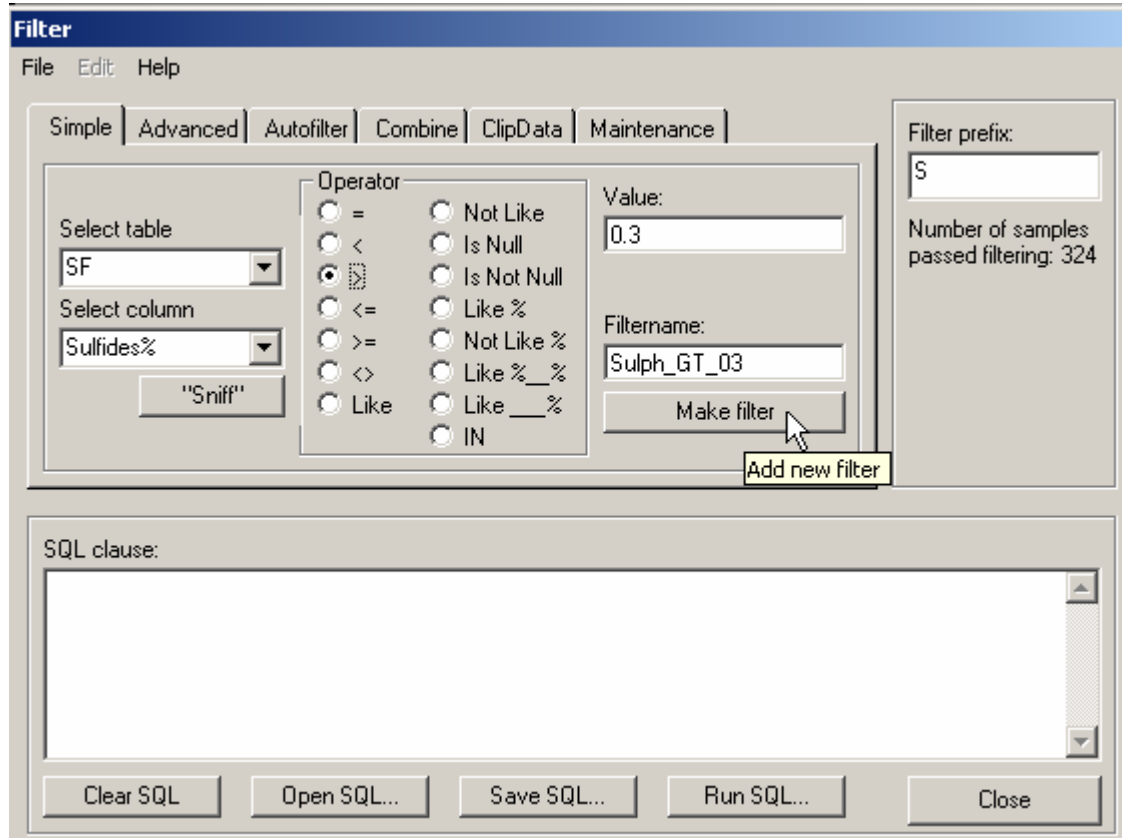 Filter
File Edit Help
Simple Advanced Autofilter Combine ClipData Maintenance
Select table
SF
Select column
Sulfides%
"Sniff"
Operator
=
<
>
<=
>=
<>
Like
Not Like
Is Null
Is Not Null
Like %
Not Like %
Like %__%
Like ___%
IN
Value:
0.3
Filtername:
Sulph_GT_03
Make filter
Add new filter
Filter prefix:
S
Number of samples
passed filtering: 324
SQL clause:
Clear SQL Open SQL... Save SQL... Run SQL... Close